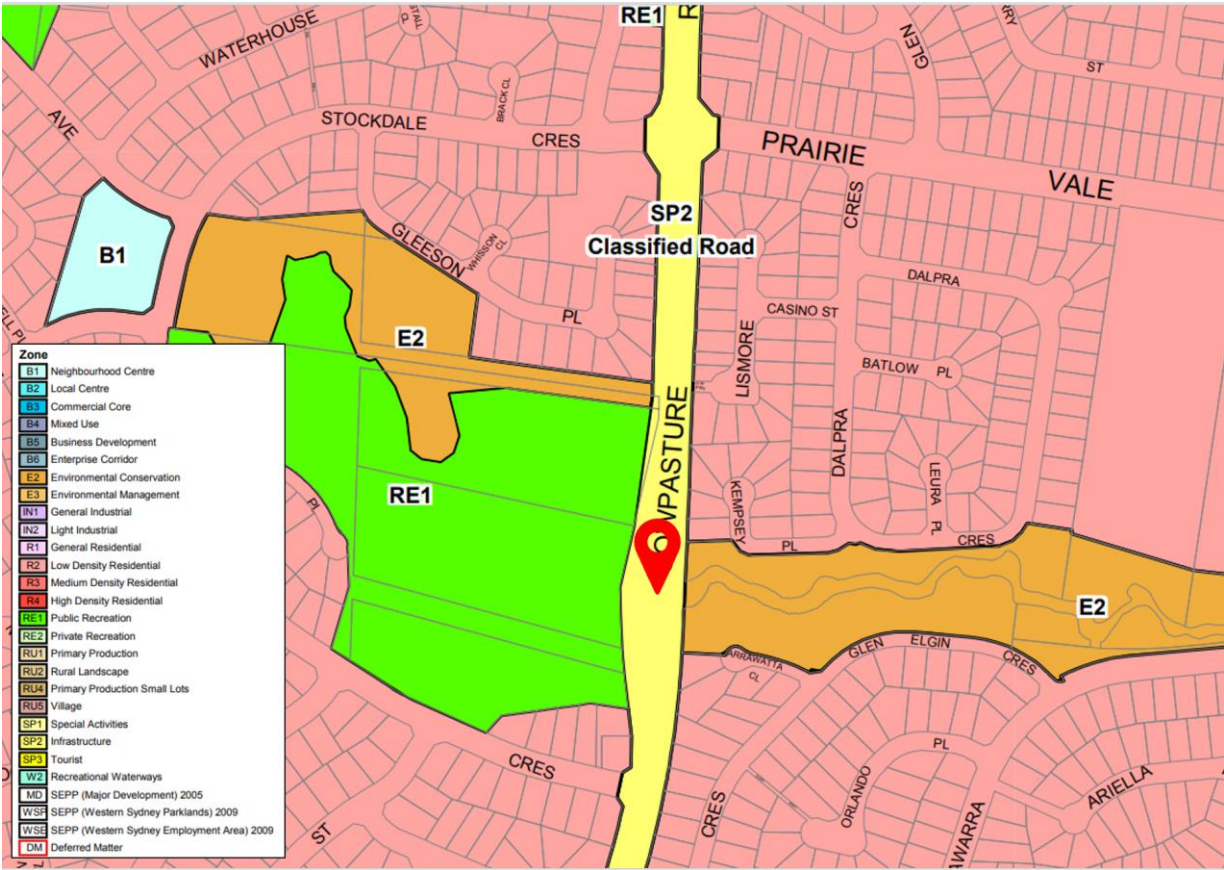 RE1
WATERHOUSE
CL
BRACK CL
GLEN
ST
AVE
STOCKDALE
CRES
PRAIRIE
VALE
CRES
SP2
Classified Road
B1
GLEESON
WHISSON
CL
PL
DALPRA
CASINO ST
LISMORE
E2
BATLOW PL
DALPRA
LEURA
PL
KEMPSEY
PL
CRES
WPASTURE
RE1
PL
E2
GLEN
ELGIN
CRES
ARRAWATTA
CL
CRES
ST
CRES
PL
ORLANDO
ARIELLA
AWARRA
Zone
B1 Neighbourhood Centre
B2 Local Centre
B3 Commercial Core
B4 Mixed Use
B5 Business Development
B6 Enterprise Corridor
E2 Environmental Conservation
E3 Environmental Management
IN1 General Industrial
IN2 Light Industrial
R1 General Residential
R2 Low Density Residential
R3 Medium Density Residential
R4 High Density Residential
RE1 Public Recreation
RE2 Private Recreation
RU1 Primary Production
RU2 Rural Landscape
RU4 Primary Production Small Lots
RU5 Village
SP1 Special Activities
SP2 Infrastructure
SP3 Tourist
W2 Recreational Waterways
MD SEPP (Major Development) 2005
WSP SEPP (Western Sydney Parklands) 2009
WSE SEPP (Western Sydney Employment Area) 2009
DM Deferred Matter